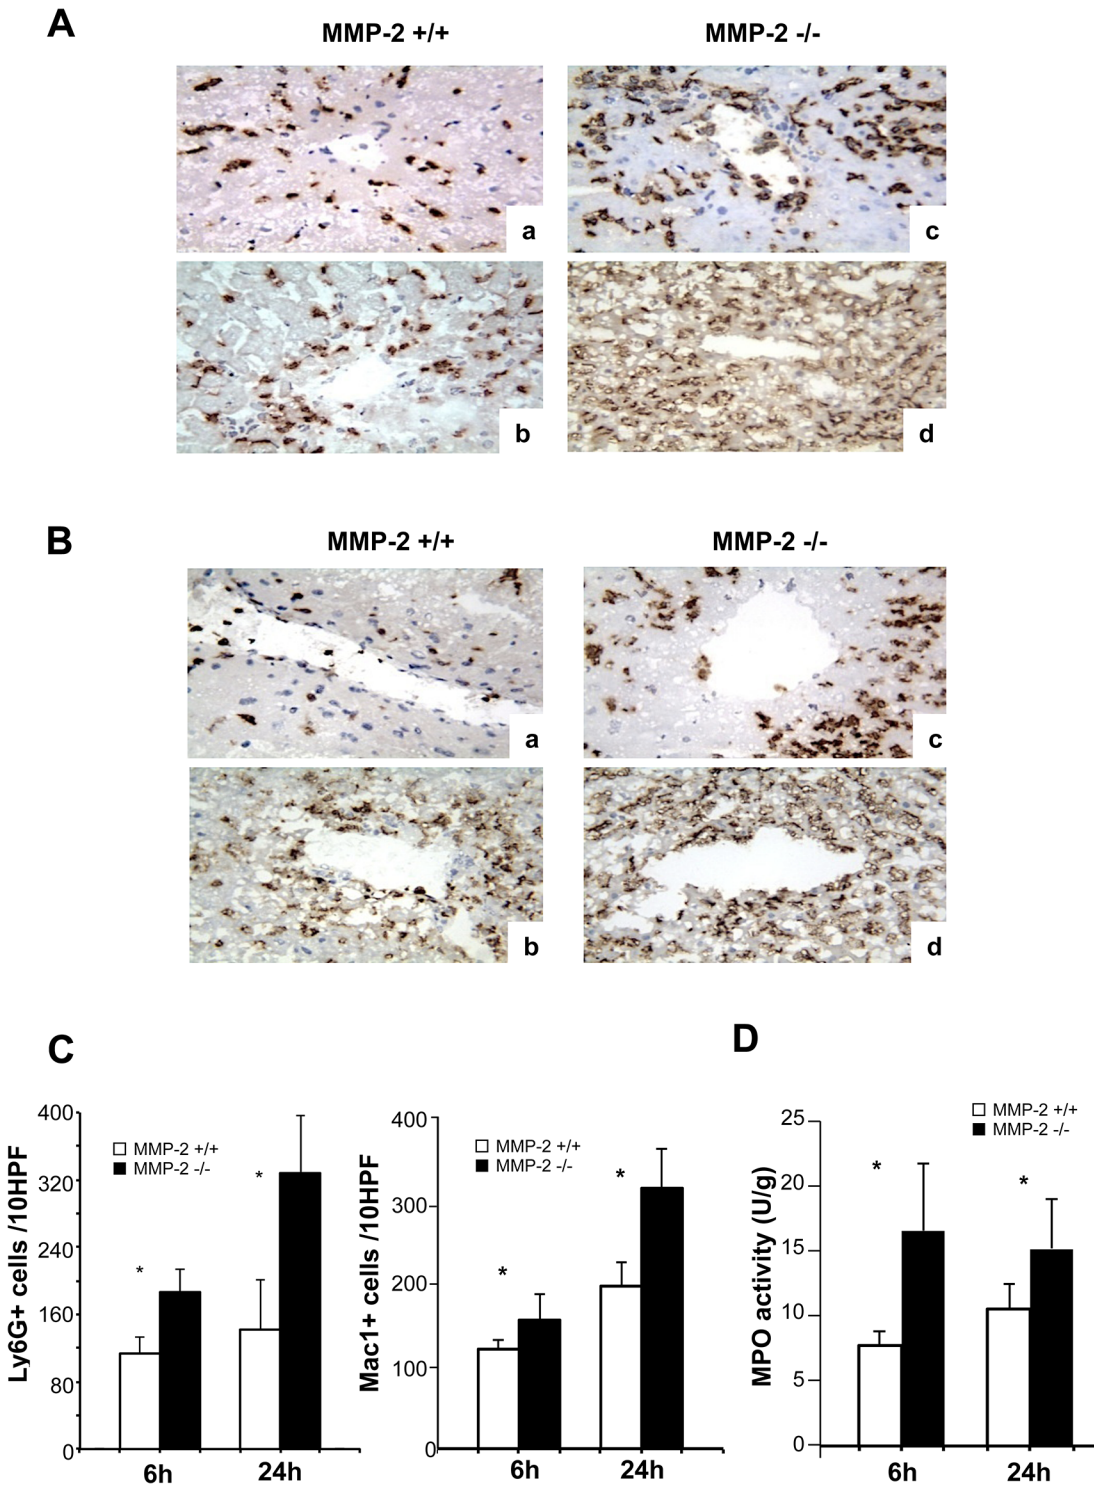 A
MMP-2 +/+
MMP-2 -/-
a
c
b
d
B
MMP-2 +/+
MMP-2 -/-
a
c
b
d
C
400
320
240
160
80
0
Ly6G+ cells /10HPF
MMP-2 +/+
MMP-2 -/-
*
*
6h
24h
400
300
200
100
0
Mac1+ cells /10HPF
MMP-2 +/+
MMP-2 -/-
*
*
6h
24h
D
25
20
15
10
5
0
MPO activity (U/g)
MMP-2 +/+
MMP-2 -/-
*
*
6h
24h